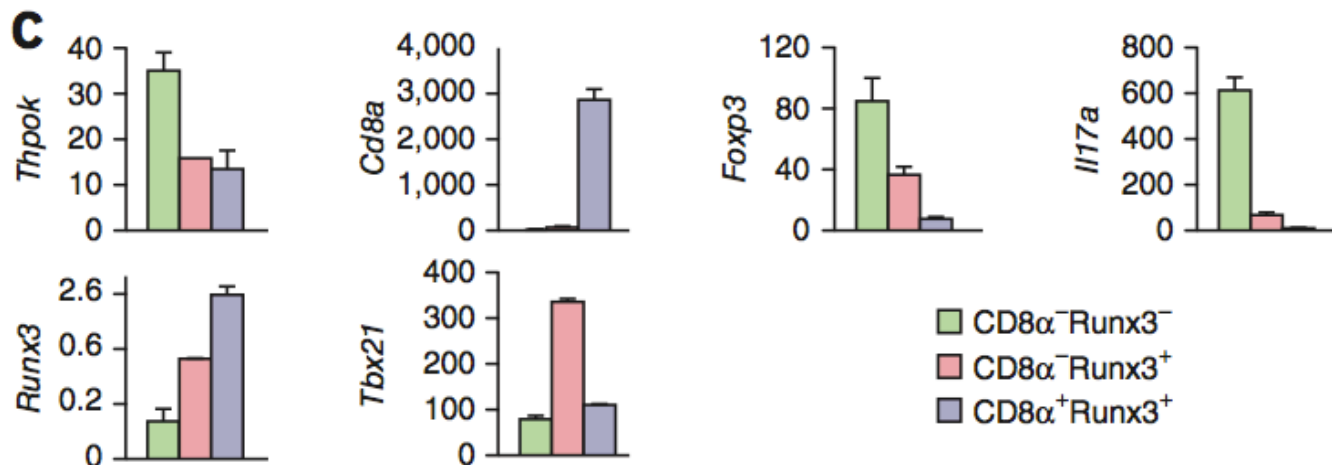 C
Thpok
40
30
20
10
0
Cd8a
4,000
3,000
2,000
1,000
0
Foxp3
120
80
40
0
Il17a
800
600
400
200
0
Runx3
2.6
0.6
0.2
0
Tbx21
400
300
200
100
0
CD8α⁻Runx3⁻
CD8α⁻Runx3⁺
CD8α⁺Runx3⁺